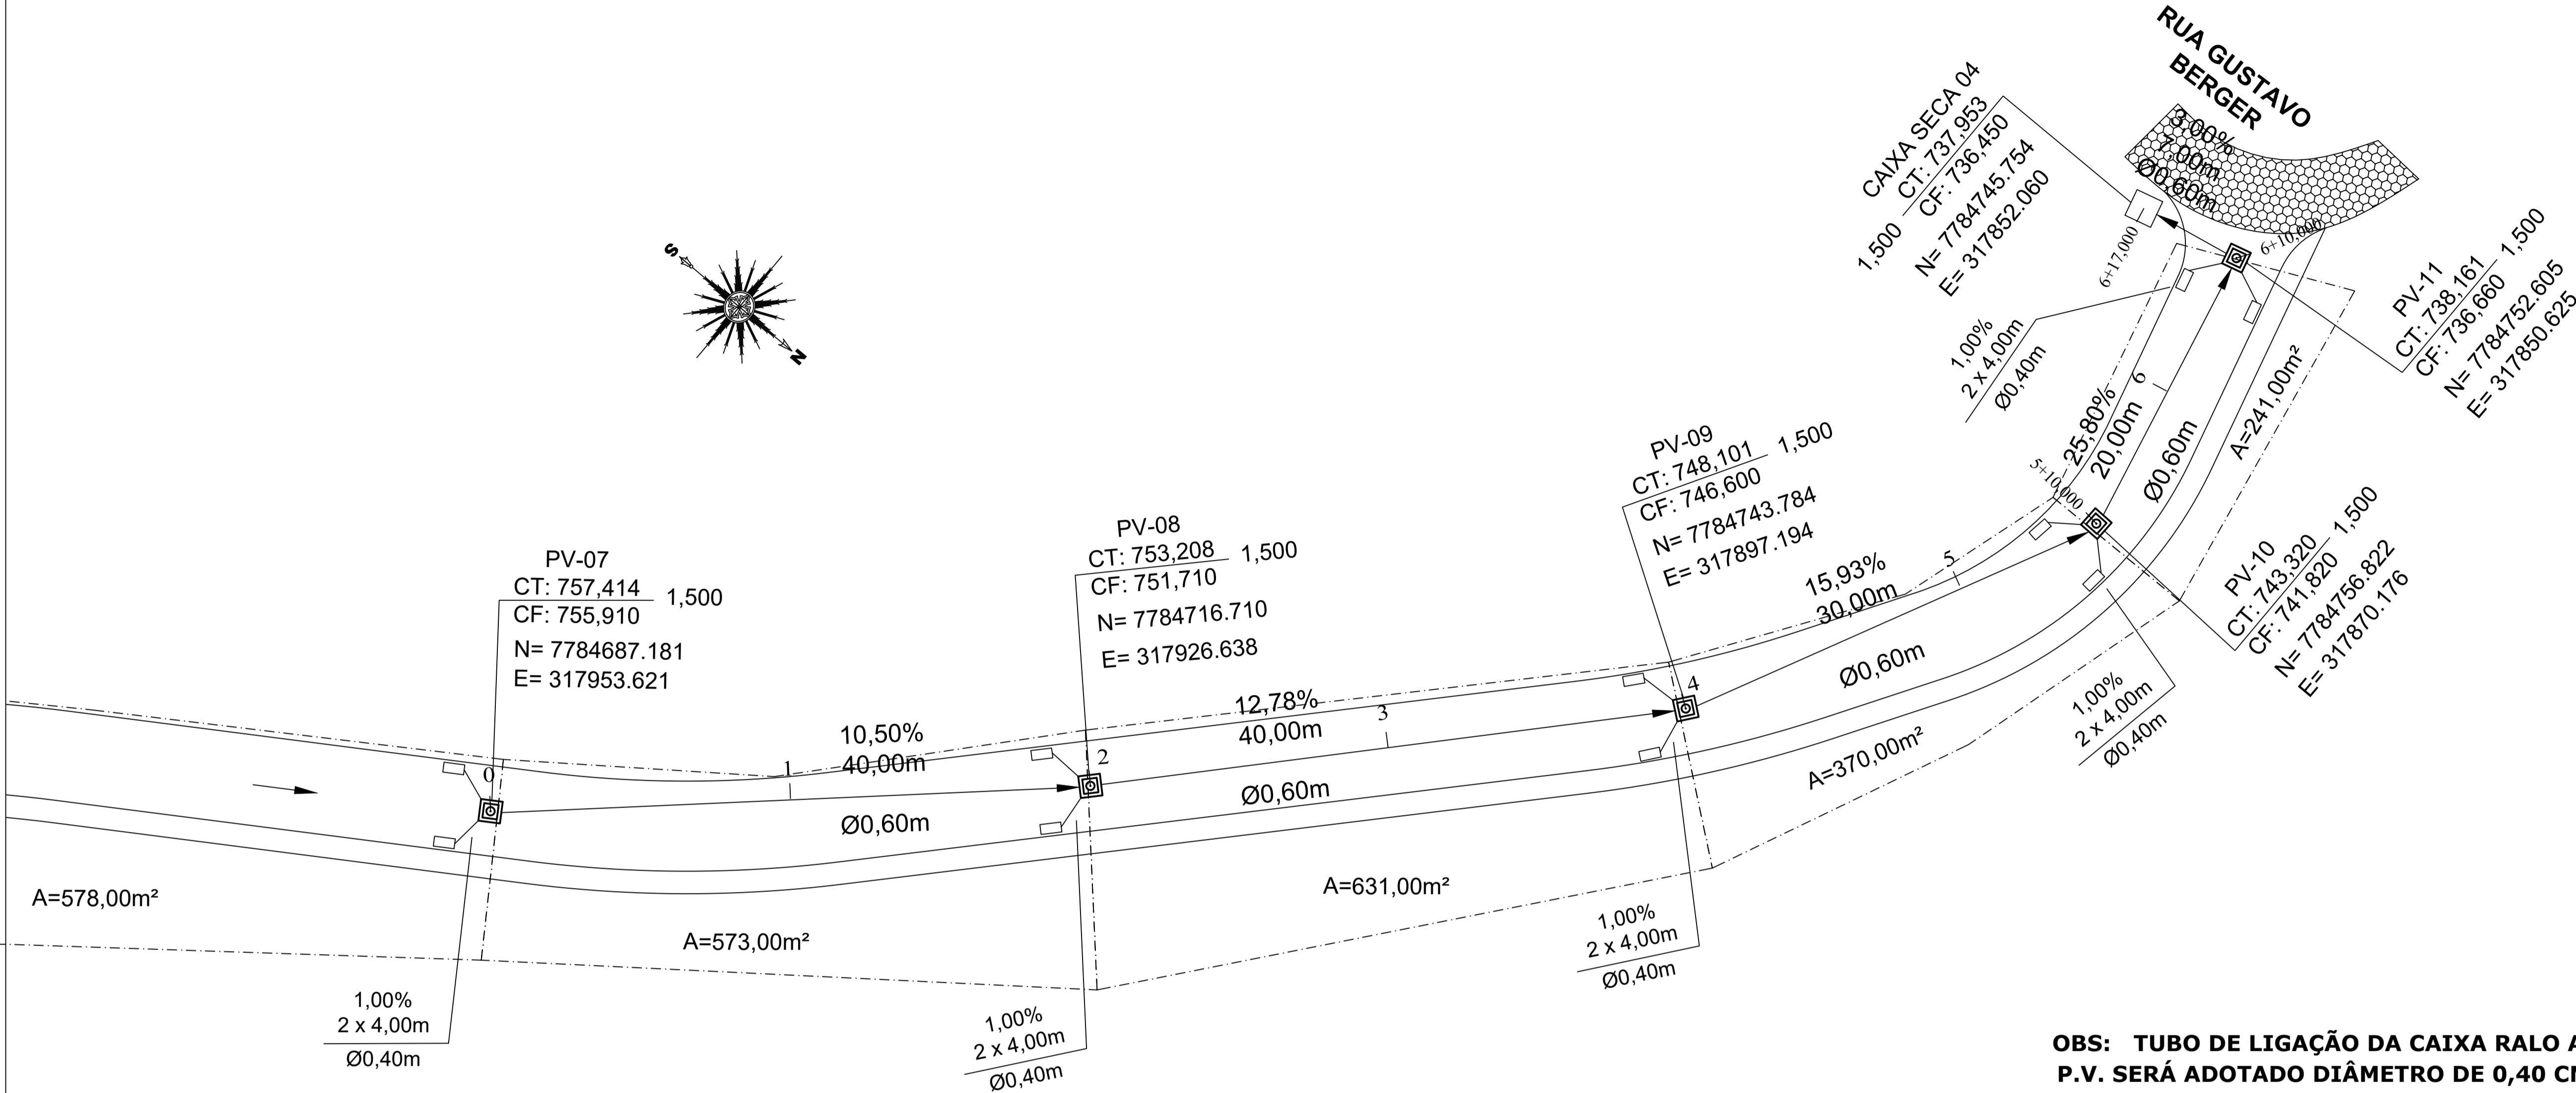 RUA GUSTAVO
BERGER
3,00%
7,00m
Ø0,60m
CAIXA SECA 04
CT: 737,953
CF: 736,450
1,500
N= 7784745.754
E= 317852.060
6+17,000
6+10,000
PV-11
CT: 738,161
CF: 736,660
1,500
N= 7784752.605
E= 317850.625
1,00%
2 x 4,00m
Ø0,40m
25,80%
20,00m
6
Ø0,60m
A=241,00m²
S
N
PV-09
CT: 748,101
CF: 746,600
1,500
N= 7784743.784
E= 317897.194
5+10,000
PV-10
CT: 743,320
CF: 741,820
1,500
N= 7784756.822
E= 317870.176
PV-08
CT: 753,208
CF: 751,710
1,500
N= 7784716.710
E= 317926.638
PV-07
CT: 757,414
CF: 755,910
1,500
N= 7784687.181
E= 317953.621
15,93%
30,00m
5
Ø0,60m
12,78%
40,00m
3
4
Ø0,60m
10,50%
40,00m
0
1
2
Ø0,60m
A=370,00m²
1,00%
2 x 4,00m
Ø0,40m
A=578,00m²
A=573,00m²
A=631,00m²
1,00%
2 x 4,00m
Ø0,40m
1,00%
2 x 4,00m
Ø0,40m
1,00%
2 x 4,00m
Ø0,40m
OBS: TUBO DE LIGAÇÃO DA CAIXA RALO A
P.V. SERÁ ADOTADO DIÂMETRO DE 0,40